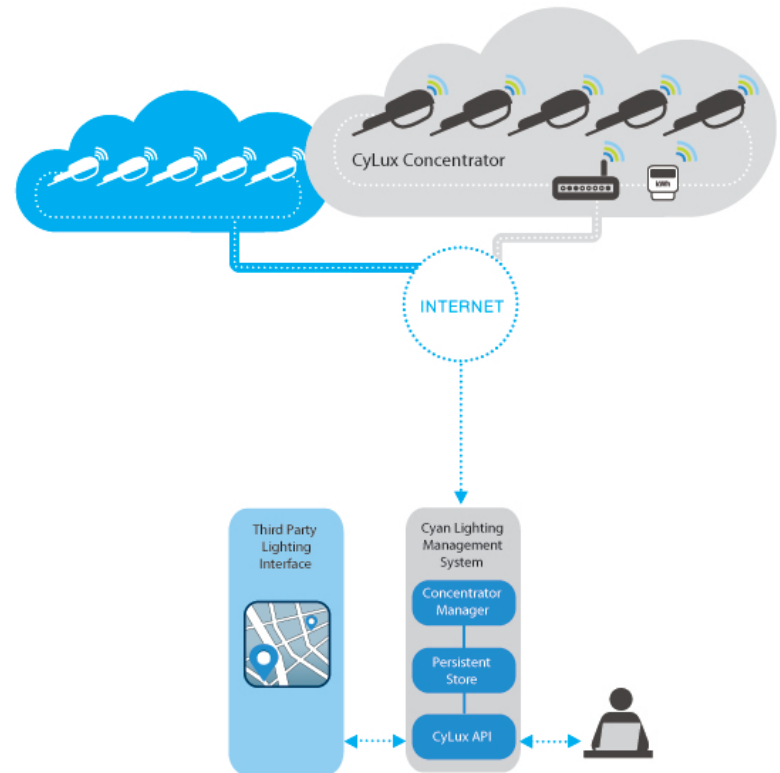 CyLux Concentrator
kWh
INTERNET
Third Party
Lighting
Interface
Cyan Lighting
Management
System
Concentrator
Manager
Persistent
Store
CyLux API